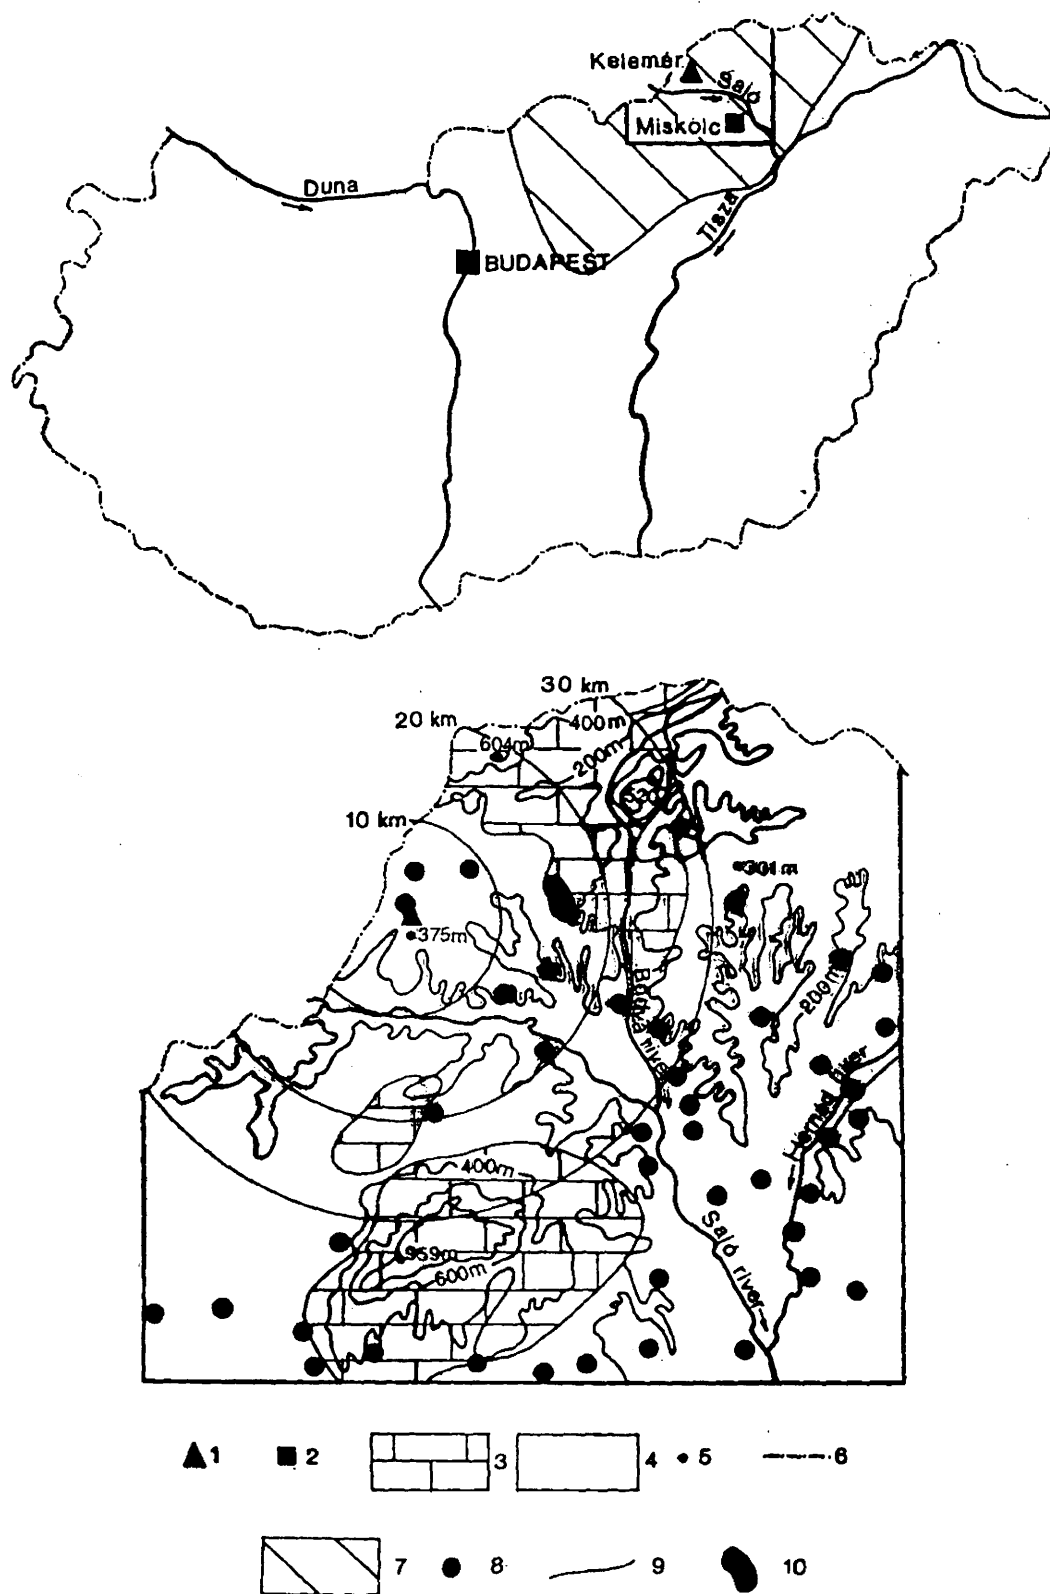 Kelemér
Sajó
Miskolc
Duna
Tisza
BUDAPEST
30 km
20 km
400m
604m
200m
10 km
301m
375m
200m
Bódva river
Hernád river
400m
Sajó river
959m
600m
1
2
3
4
5
6
7
8
9
10